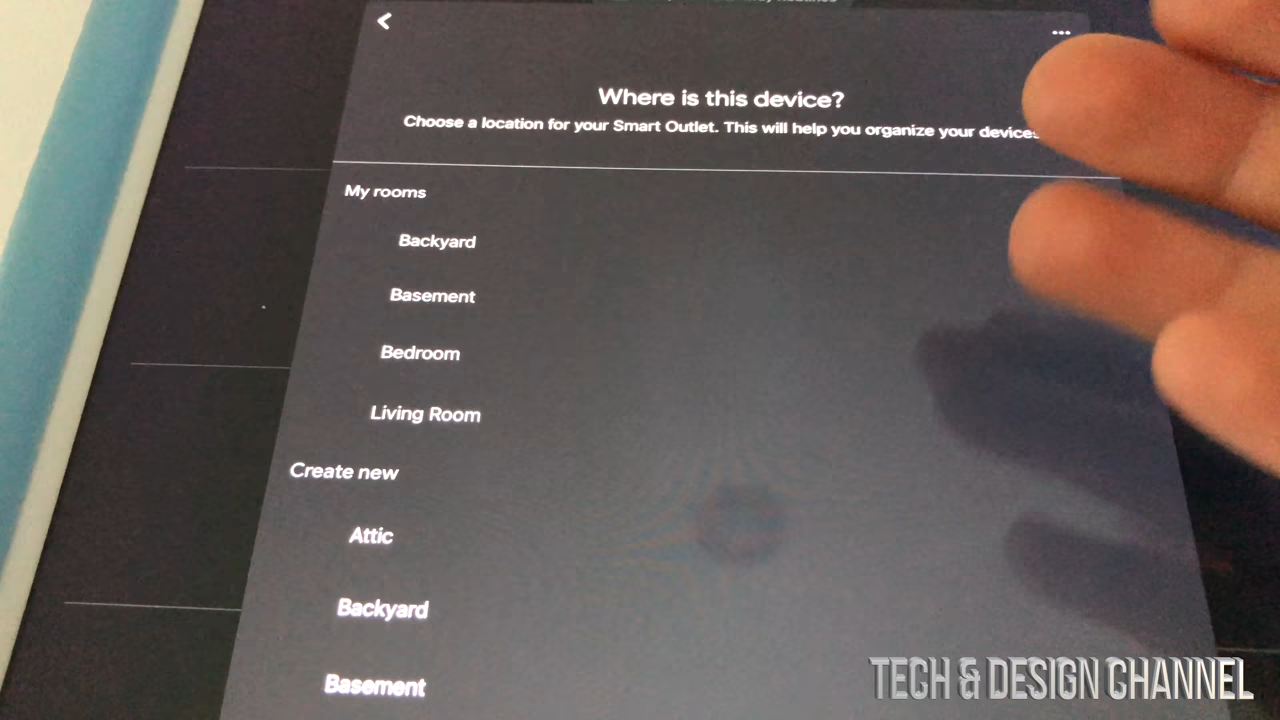 Where is this device?
Choose a location for your Smart Outlet. This will help you organize your devices
My rooms
Backyard
Basement
Bedroom
Living Room
Create new
Attic
Backyard
Basement
TECH & DESIGN CHANNEL